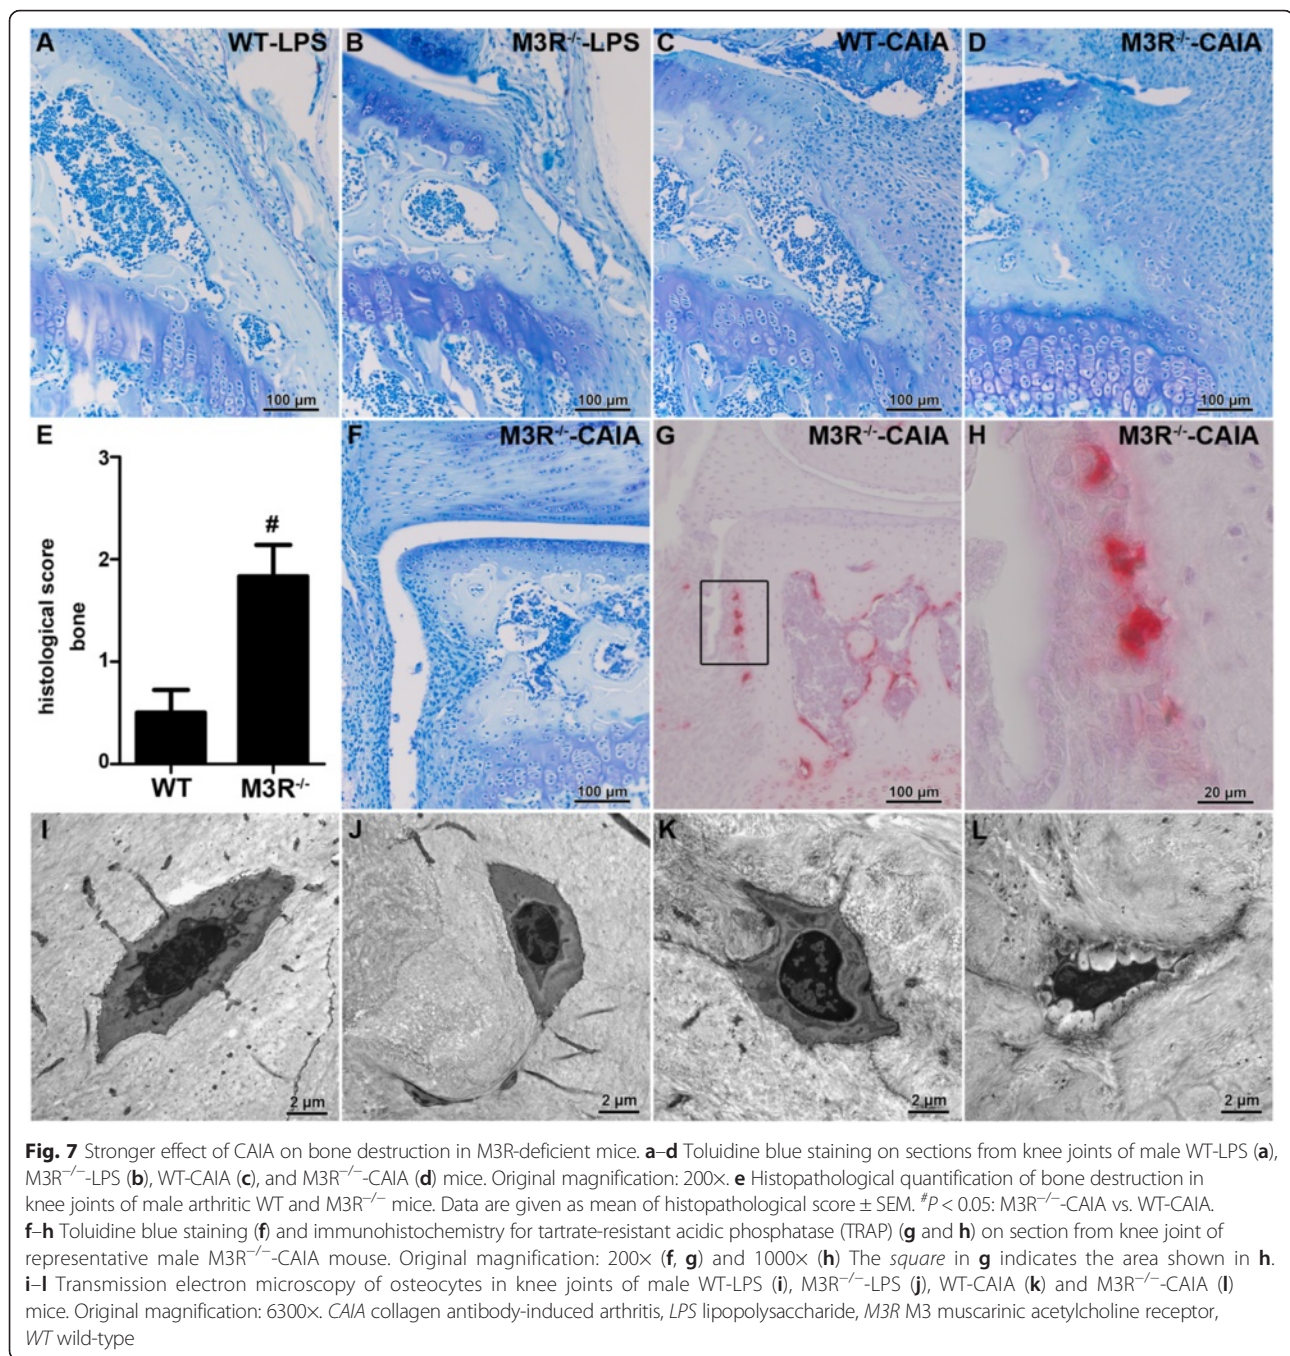 A WT-LPS
B M3R-/--LPS
C WT-CAIA
D M3R-/--CAIA
100 µm
100 µm
100 µm
100 µm
E
3
2
1
0
histological score
bone
#
WT M3R-/-
F M3R-/--CAIA
100 µm
G M3R-/--CAIA
100 µm
H M3R-/--CAIA
20 µm
I
2 µm
J
2 µm
K
2 µm
L
2 µm
Fig. 7 Stronger effect of CAIA on bone destruction in M3R-deficient mice. a–d Toluidine blue staining on sections from knee joints of male WT-LPS (a),
M3R−/−-LPS (b), WT-CAIA (c), and M3R−/−-CAIA (d) mice. Original magnification: 200×. e Histopathological quantification of bone destruction in
knee joints of male arthritic WT and M3R−/− mice. Data are given as mean of histopathological score ± SEM. #P < 0.05: M3R−/−-CAIA vs. WT-CAIA.
f–h Toluidine blue staining (f) and immunohistochemistry for tartrate-resistant acidic phosphatase (TRAP) (g and h) on section from knee joint of
representative male M3R−/−-CAIA mouse. Original magnification: 200× (f, g) and 1000× (h) The square in g indicates the area shown in h.
i–l Transmission electron microscopy of osteocytes in knee joints of male WT-LPS (i), M3R−/−-LPS (j), WT-CAIA (k) and M3R−/−-CAIA (l)
mice. Original magnification: 6300×. CAIA collagen antibody-induced arthritis, LPS lipopolysaccharide, M3R M3 muscarinic acetylcholine receptor,
WT wild-type